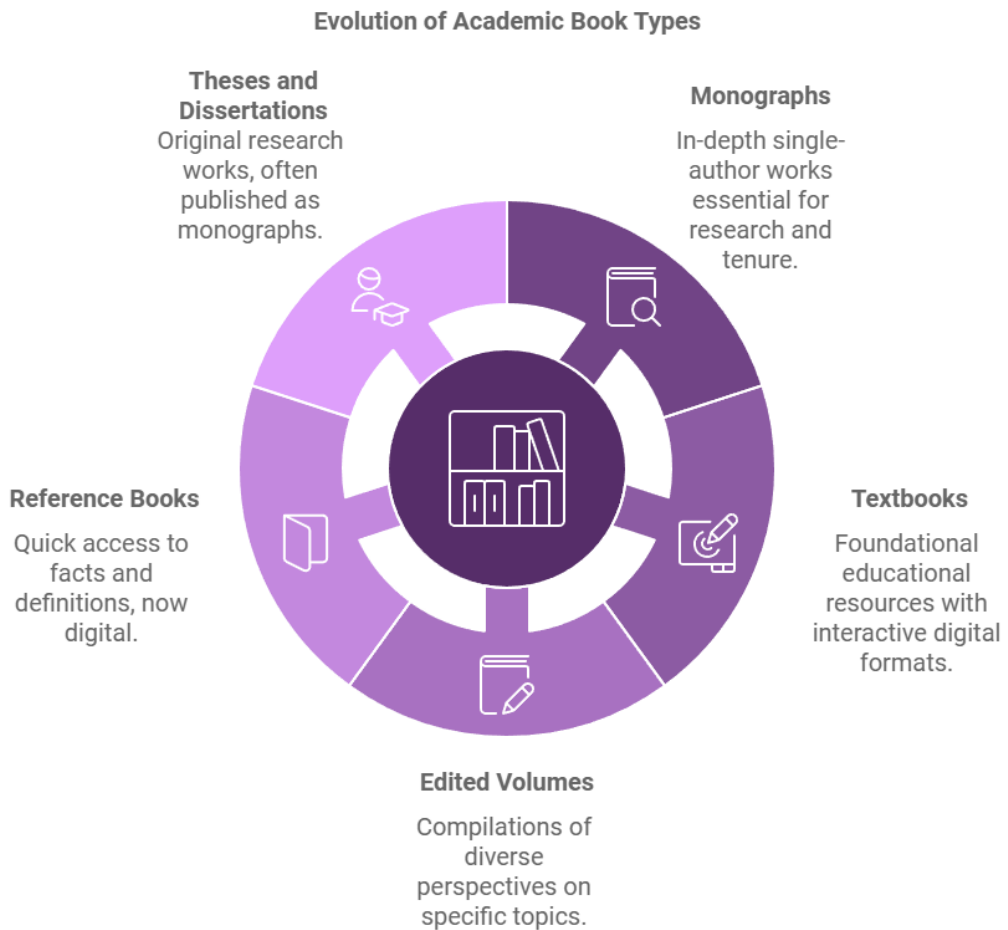 Evolution of Academic Book Types
Theses and
Dissertations
Original research
works, often
published as
monographs.
Monographs
In-depth single-
author works
essential for
research and
tenure.
Reference Books
Quick access to
facts and
definitions, now
digital.
Textbooks
Foundational
educational
resources with
interactive digital
formats.
Edited Volumes
Compilations of
diverse
perspectives on
specific topics.